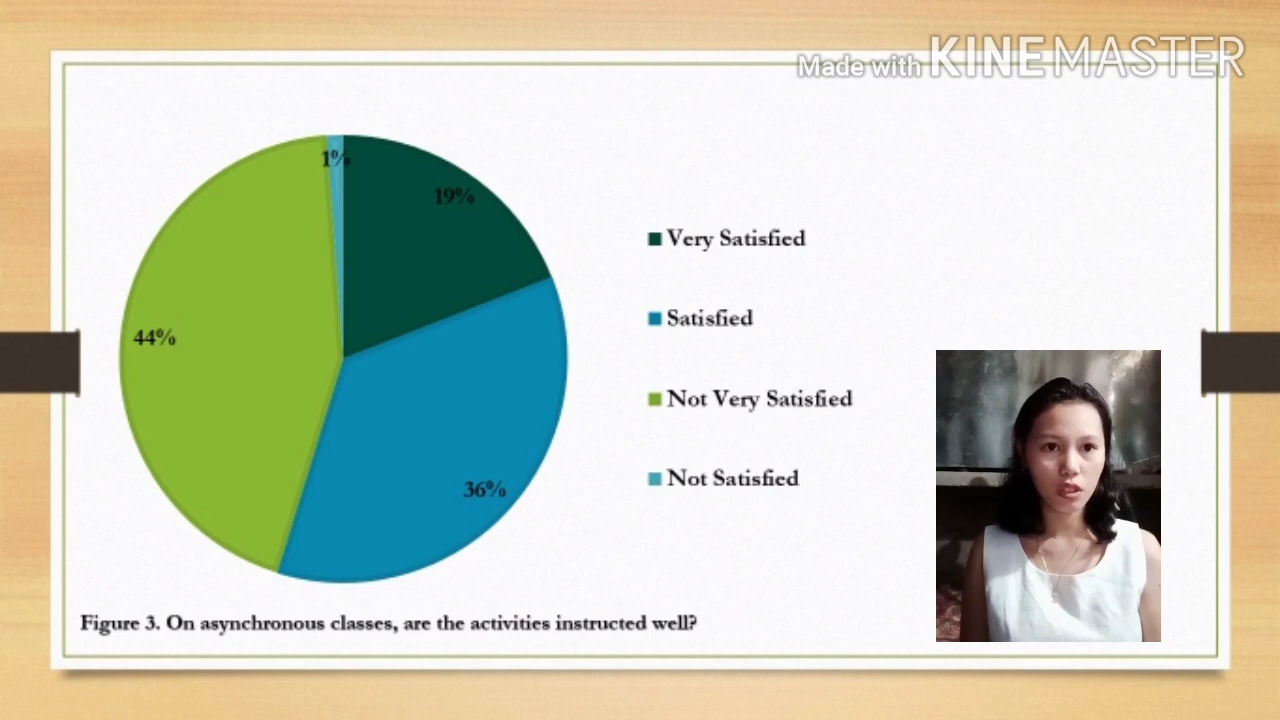 Made with KINEMASTER
1%
19%
44%
36%
Very Satisfied
Satisfied
Not Very Satisfied
Not Satisfied
Figure 3. On asynchronous classes, are the activities instructed well?